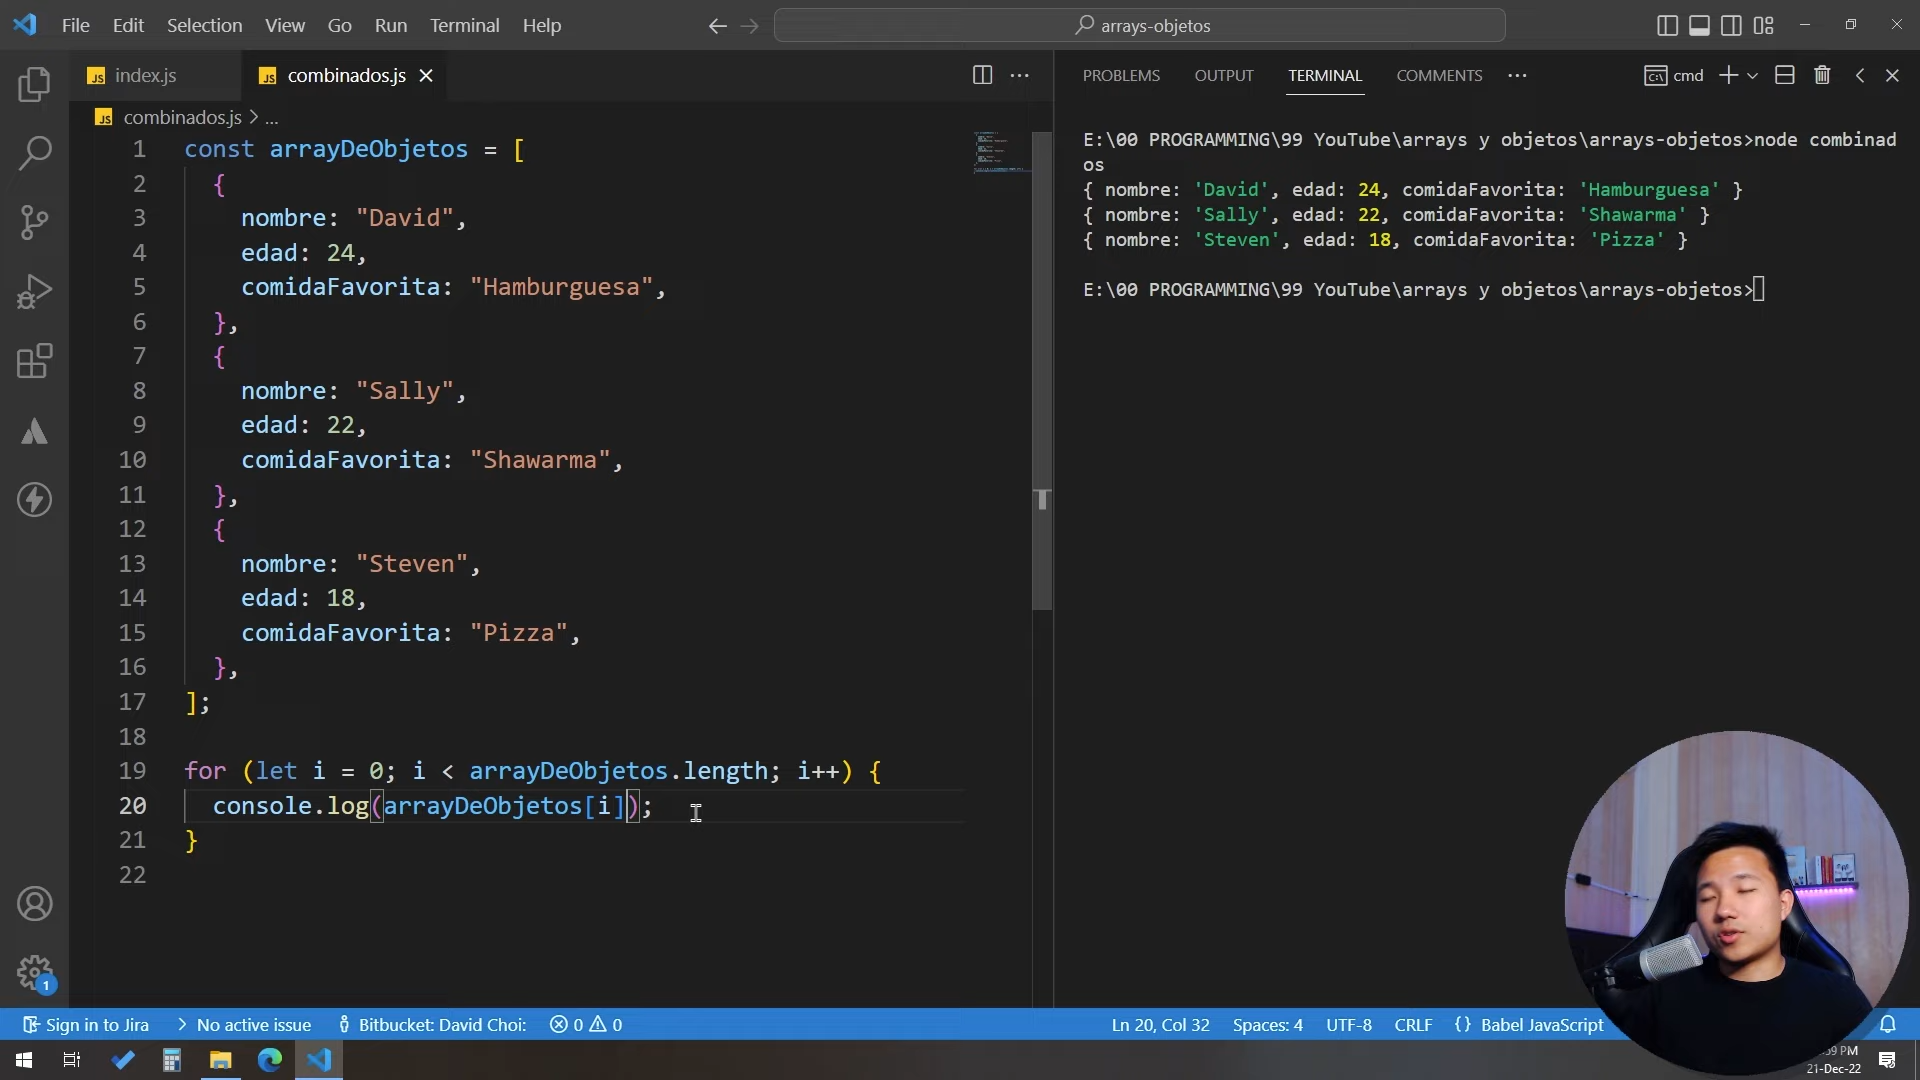 File Edit Selection View Go Run Terminal Help
arrays-objetos
JS index.js
JS combinados.js
JS combinados.js > ...
1 const arrayDeObjetos = [
2 {
3 nombre: "David",
4 edad: 24,
5 comidaFavorita: "Hamburguesa",
6 },
7 {
8 nombre: "Sally",
9 edad: 22,
10 comidaFavorita: "Shawarma",
11 },
12 {
13 nombre: "Steven",
14 edad: 18,
15 comidaFavorita: "Pizza",
16 },
17 ];
18
19 for (let i = 0; i < arrayDeObjetos.length; i++) {
20 console.log(arrayDeObjetos[i]);
21 }
22
PROBLEMS OUTPUT TERMINAL COMMENTS ...
cmd
E:\00 PROGRAMMING\99 YouTube\arrays y objetos\arrays-objetos>node combinad
os
{ nombre: 'David', edad: 24, comidaFavorita: 'Hamburguesa' }
{ nombre: 'Sally', edad: 22, comidaFavorita: 'Shawarma' }
{ nombre: 'Steven', edad: 18, comidaFavorita: 'Pizza' }
E:\00 PROGRAMMING\99 YouTube\arrays y objetos\arrays-objetos>
1
Sign in to Jira No active issue Bitbucket: David Choi: 0 0 Ln 20, Col 32 Spaces: 4 UTF-8 CRLF {} Babel JavaScript
PM
21-Dec-22